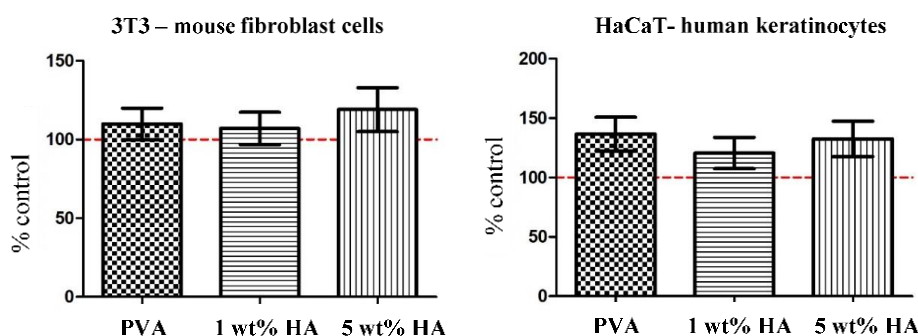 3T3 – mouse fibroblast cells
150
100
50
0
% control
PVA
1 wt% HA
5 wt% HA
HaCaT- human keratinocytes
200
150
100
50
0
% control
PVA
1 wt% HA
5 wt% HA